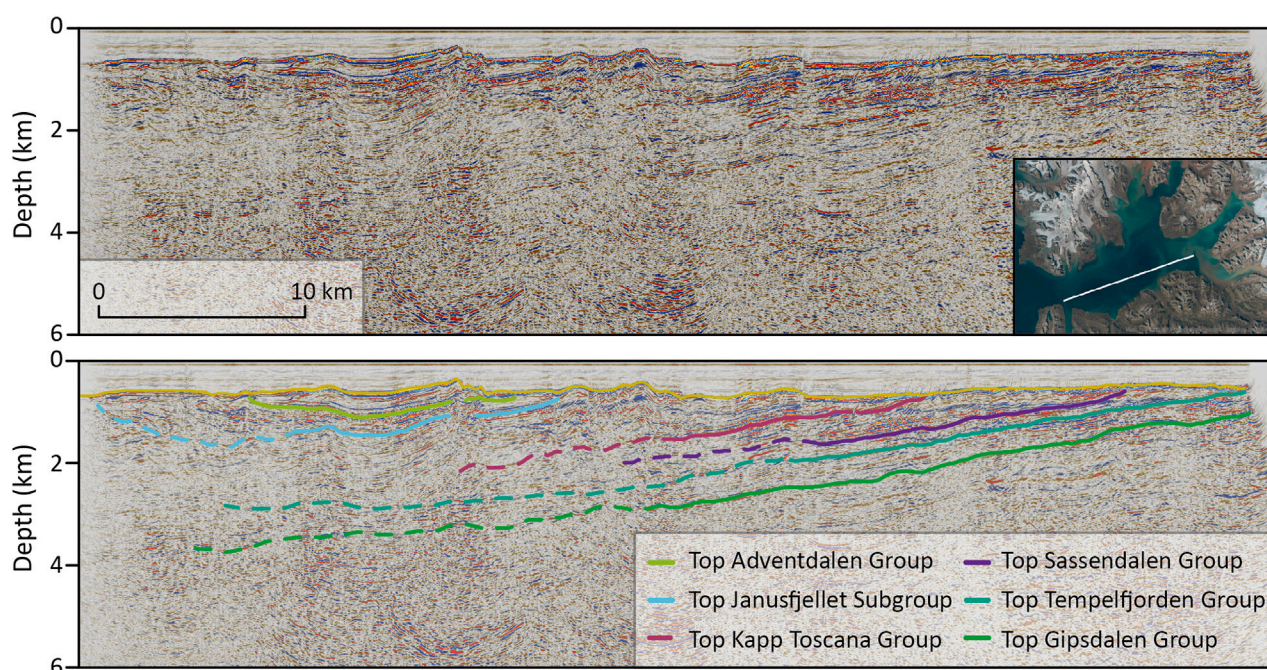 0
2
4
6
Depth (km)
0 10 km
0
2
4
6
Depth (km)
Top Adventdalen Group
Top Sassendalen Group
Top Janusfjellet Subgroup
Top Tempelfjorden Group
Top Kapp Toscana Group
Top Gipsdalen Group